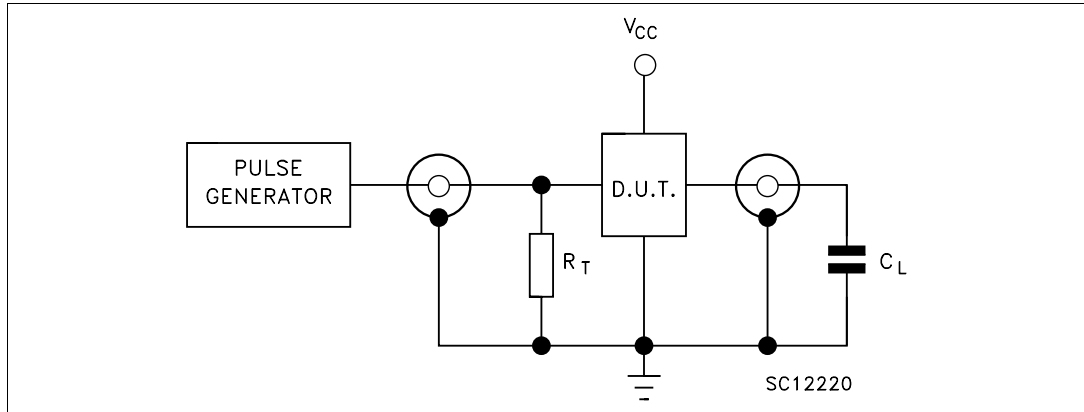 VCC
PULSE
GENERATOR
D.U.T.
RT
CL
SC12220